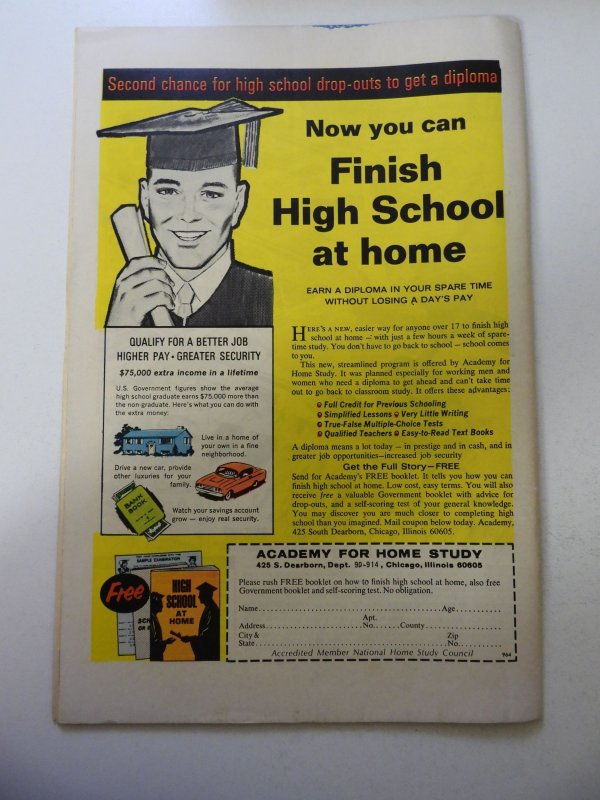 Second chance for high school drop-outs to get a diploma
Now you can
Finish
High School
at home
EARN A DIPLOMA IN YOUR SPARE TIME
WITHOUT LOSING A DAY'S PAY
QUALIFY FOR A BETTER JOB
HIGHER PAY • GREATER SECURITY
$75,000 extra income in a lifetime
U.S. Government figures show the average
high school graduate earns $75,000 more than
the non-graduate. Here's what you can do with
the extra money:
Live in a home of
your own in a fine
neighborhood.
Drive a new car, provide
other luxuries for your
family.
BANK
BOOK
Watch your savings account
grow — enjoy real security.
HERE'S A NEW, easier way for anyone over 17 to finish high
school at home — with just a few hours a week of spare-
time study. You don't have to go back to school — school comes
to you.
This new, streamlined program is offered by Academy for
Home Study. It was planned especially for working men and
women who need a diploma to get ahead and can't take time
out to go back to classroom study. It offers these advantages:
Full Credit for Previous Schooling
Simplified Lessons Very Little Writing
True-False Multiple-Choice Tests
Qualified Teachers Easy-to-Read Text Books
A diploma means a lot today — in prestige and in cash, and in
greater job opportunities—increased job security
Get the Full Story—FREE
Send for Academy's FREE booklet. It tells you how you can
finish high school at home. Low cost, easy terms. You will also
receive free a valuable Government booklet with advice for
drop-outs, and a self-scoring test of your general knowledge.
You may discover you are much closer to completing high
school than you imagined. Mail coupon below today. Academy,
425 South Dearborn, Chicago, Illinois 60605.
Free
SAMPLE EXAMINATION
HIGH
SCHOOL
AT
HOME
ACADEMY FOR HOME STUDY
425 S. Dearborn, Dept. 9D-914, Chicago, Illinois 60605
Please rush FREE booklet on how to finish high school at home, also free
Government booklet and self-scoring test. No obligation.
Name Age
Apt.
Address No. County
City & Zip
State No.
Accredited Member National Home Study Council 964